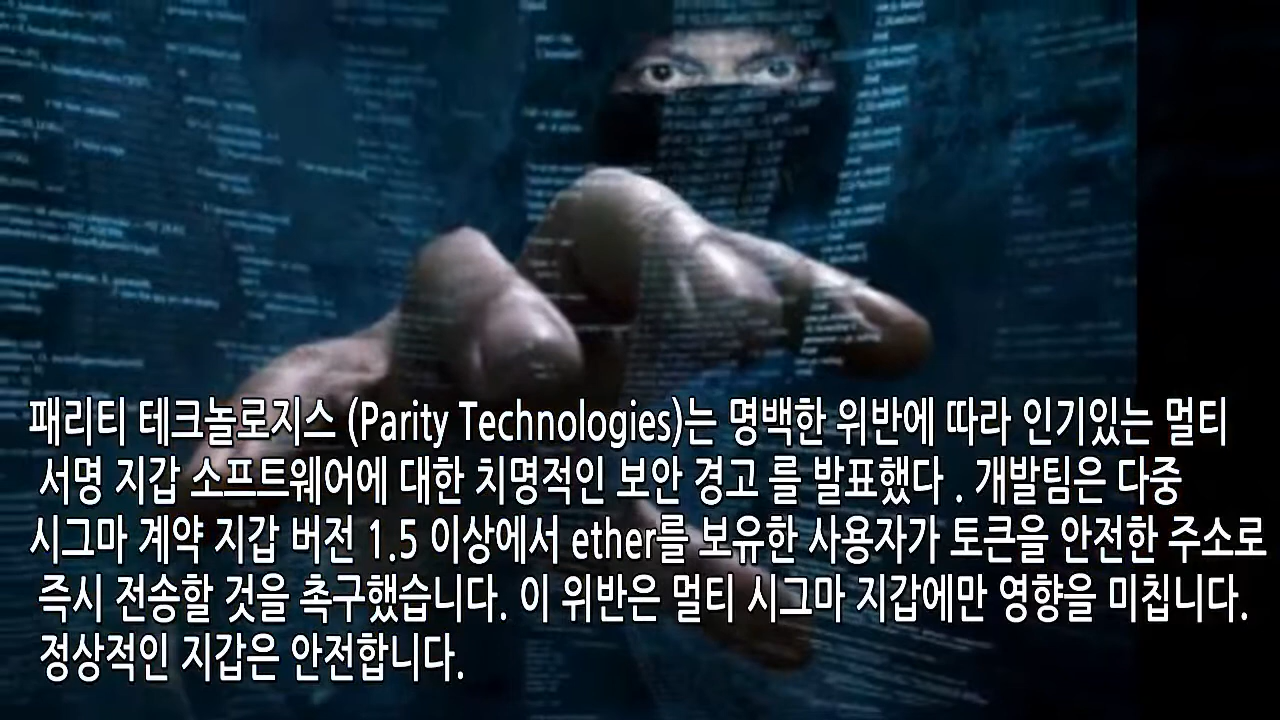 패리티 테크놀로지스 (Parity Technologies)는 명백한 위반에 따라 인기있는 멀티
서명 지갑 소프트웨어에 대한 치명적인 보안 경고 를 발표했다 . 개발팀은 다중
시그마 계약 지갑 버전 1.5 이상에서 ether를 보유한 사용자가 토큰을 안전한 주소로
즉시 전송할 것을 촉구했습니다. 이 위반은 멀티 시그마 지갑에만 영향을 미칩니다.
정상적인 지갑은 안전합니다.